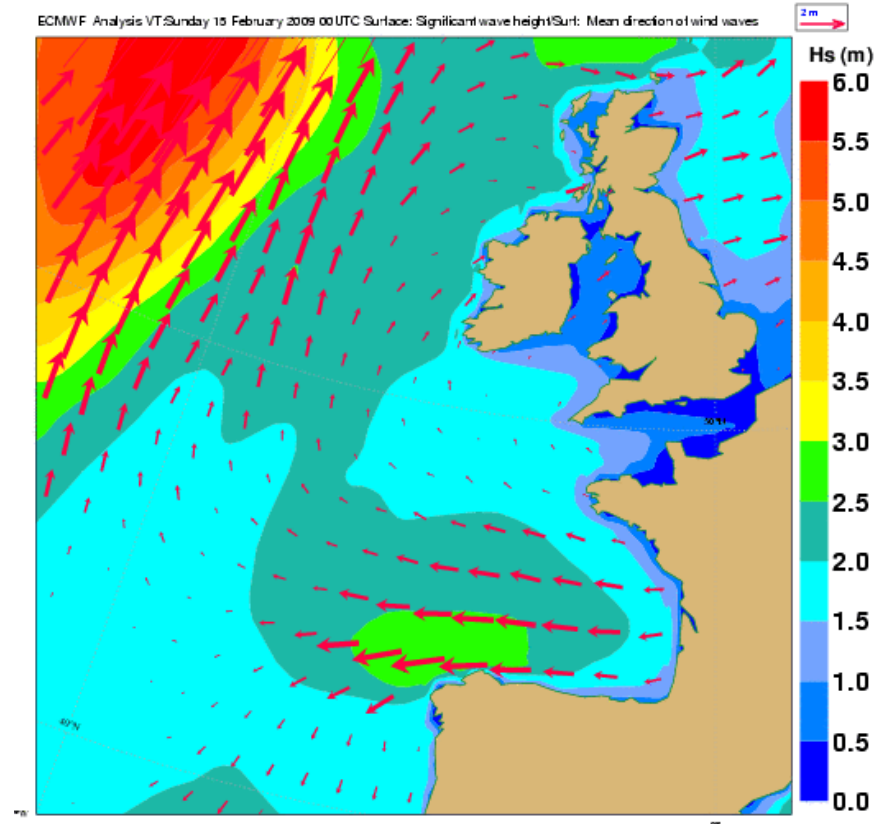 ECMWF Analysis VT:Sunday 15 February 2009 00UTC Surface: Significant wave height/Surf: Mean direction of wind waves
2 m
Hs (m)
6.0
5.5
5.0
4.5
4.0
3.5
3.0
2.5
2.0
1.5
1.0
0.5
0.0
50°N
40°N